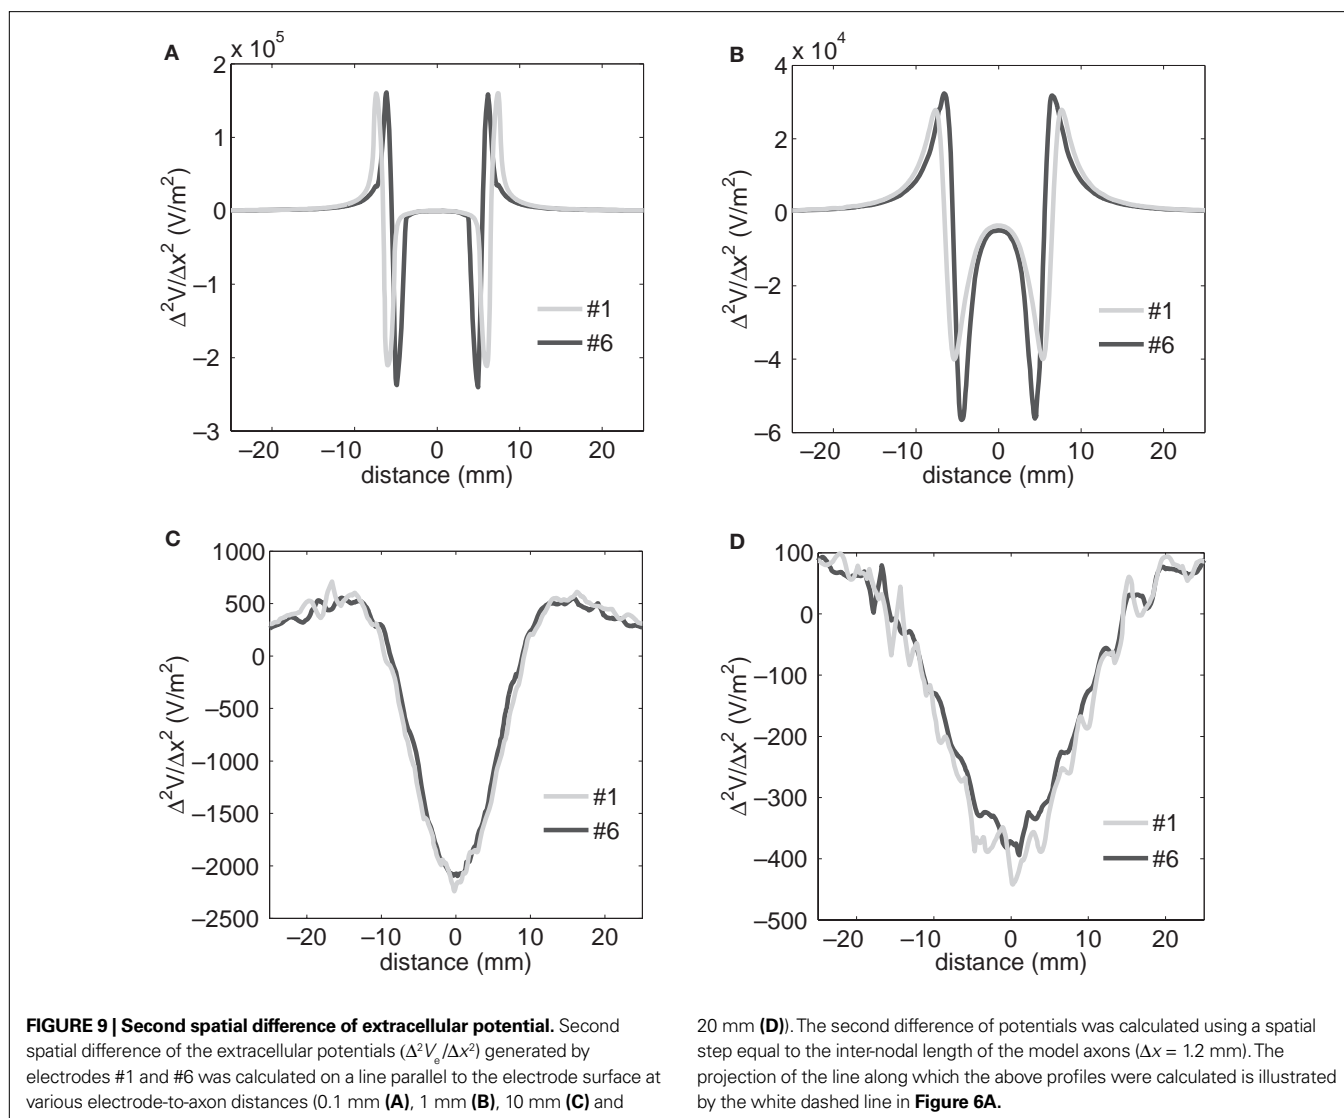 A
x 10⁵
2
1
0
−1
−2
−3
Δ²V/Δx² (V/m²)
#1
#6
−20 −10 0 10 20
distance (mm)
B
x 10⁴
4
2
0
−2
−4
−6
Δ²V/Δx² (V/m²)
#1
#6
−20 −10 0 10 20
distance (mm)
C
1000
500
0
−500
−1000
−1500
−2000
−2500
Δ²V/Δx² (V/m²)
#1
#6
−20 −10 0 10 20
distance (mm)
D
100
0
−100
−200
−300
−400
−500
Δ²V/Δx² (V/m²)
#1
#6
−20 −10 0 10 20
distance (mm)
FIGURE 9 | Second spatial difference of extracellular potential. Second
spatial difference of the extracellular potentials (Δ²Vₑ/Δx²) generated by
electrodes #1 and #6 was calculated on a line parallel to the electrode surface at
various electrode-to-axon distances (0.1 mm (A), 1 mm (B), 10 mm (C) and
20 mm (D)). The second difference of potentials was calculated using a spatial
step equal to the inter-nodal length of the model axons (Δx = 1.2 mm). The
projection of the line along which the above profiles were calculated is illustrated
by the white dashed line in Figure 6A.